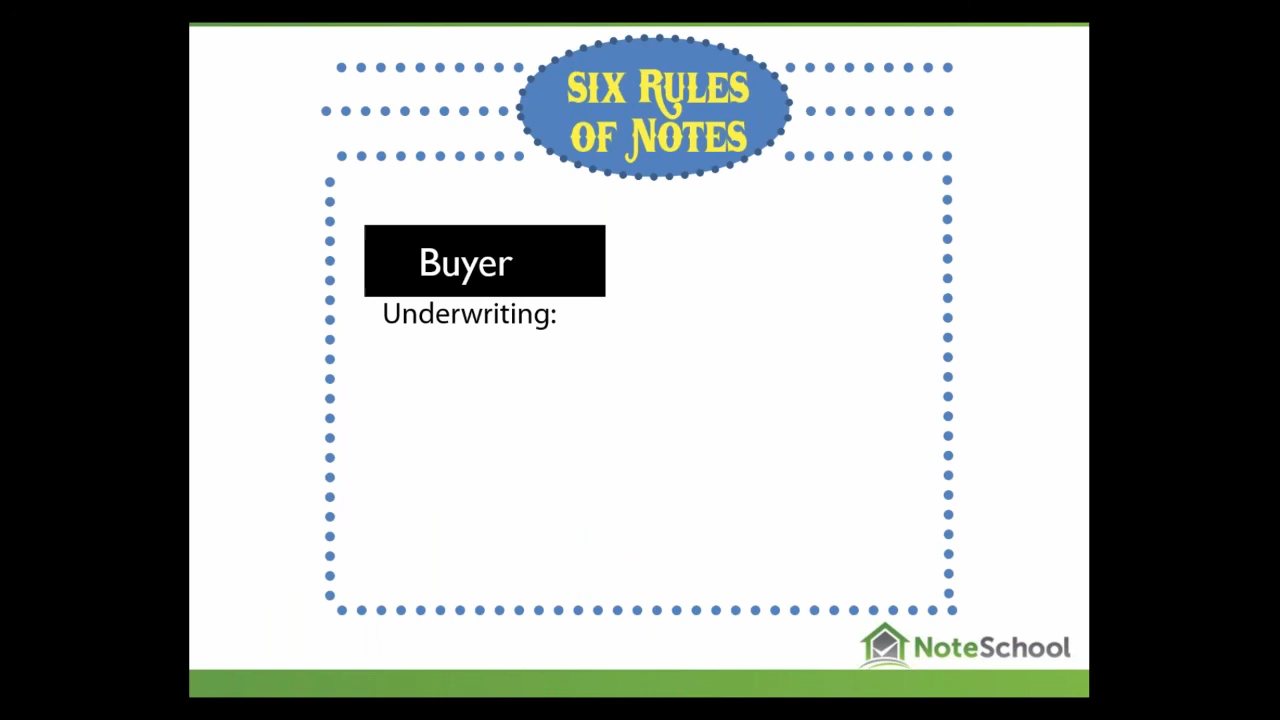 SIX RULES
OF NOTES
Buyer
Underwriting:
NoteSchool